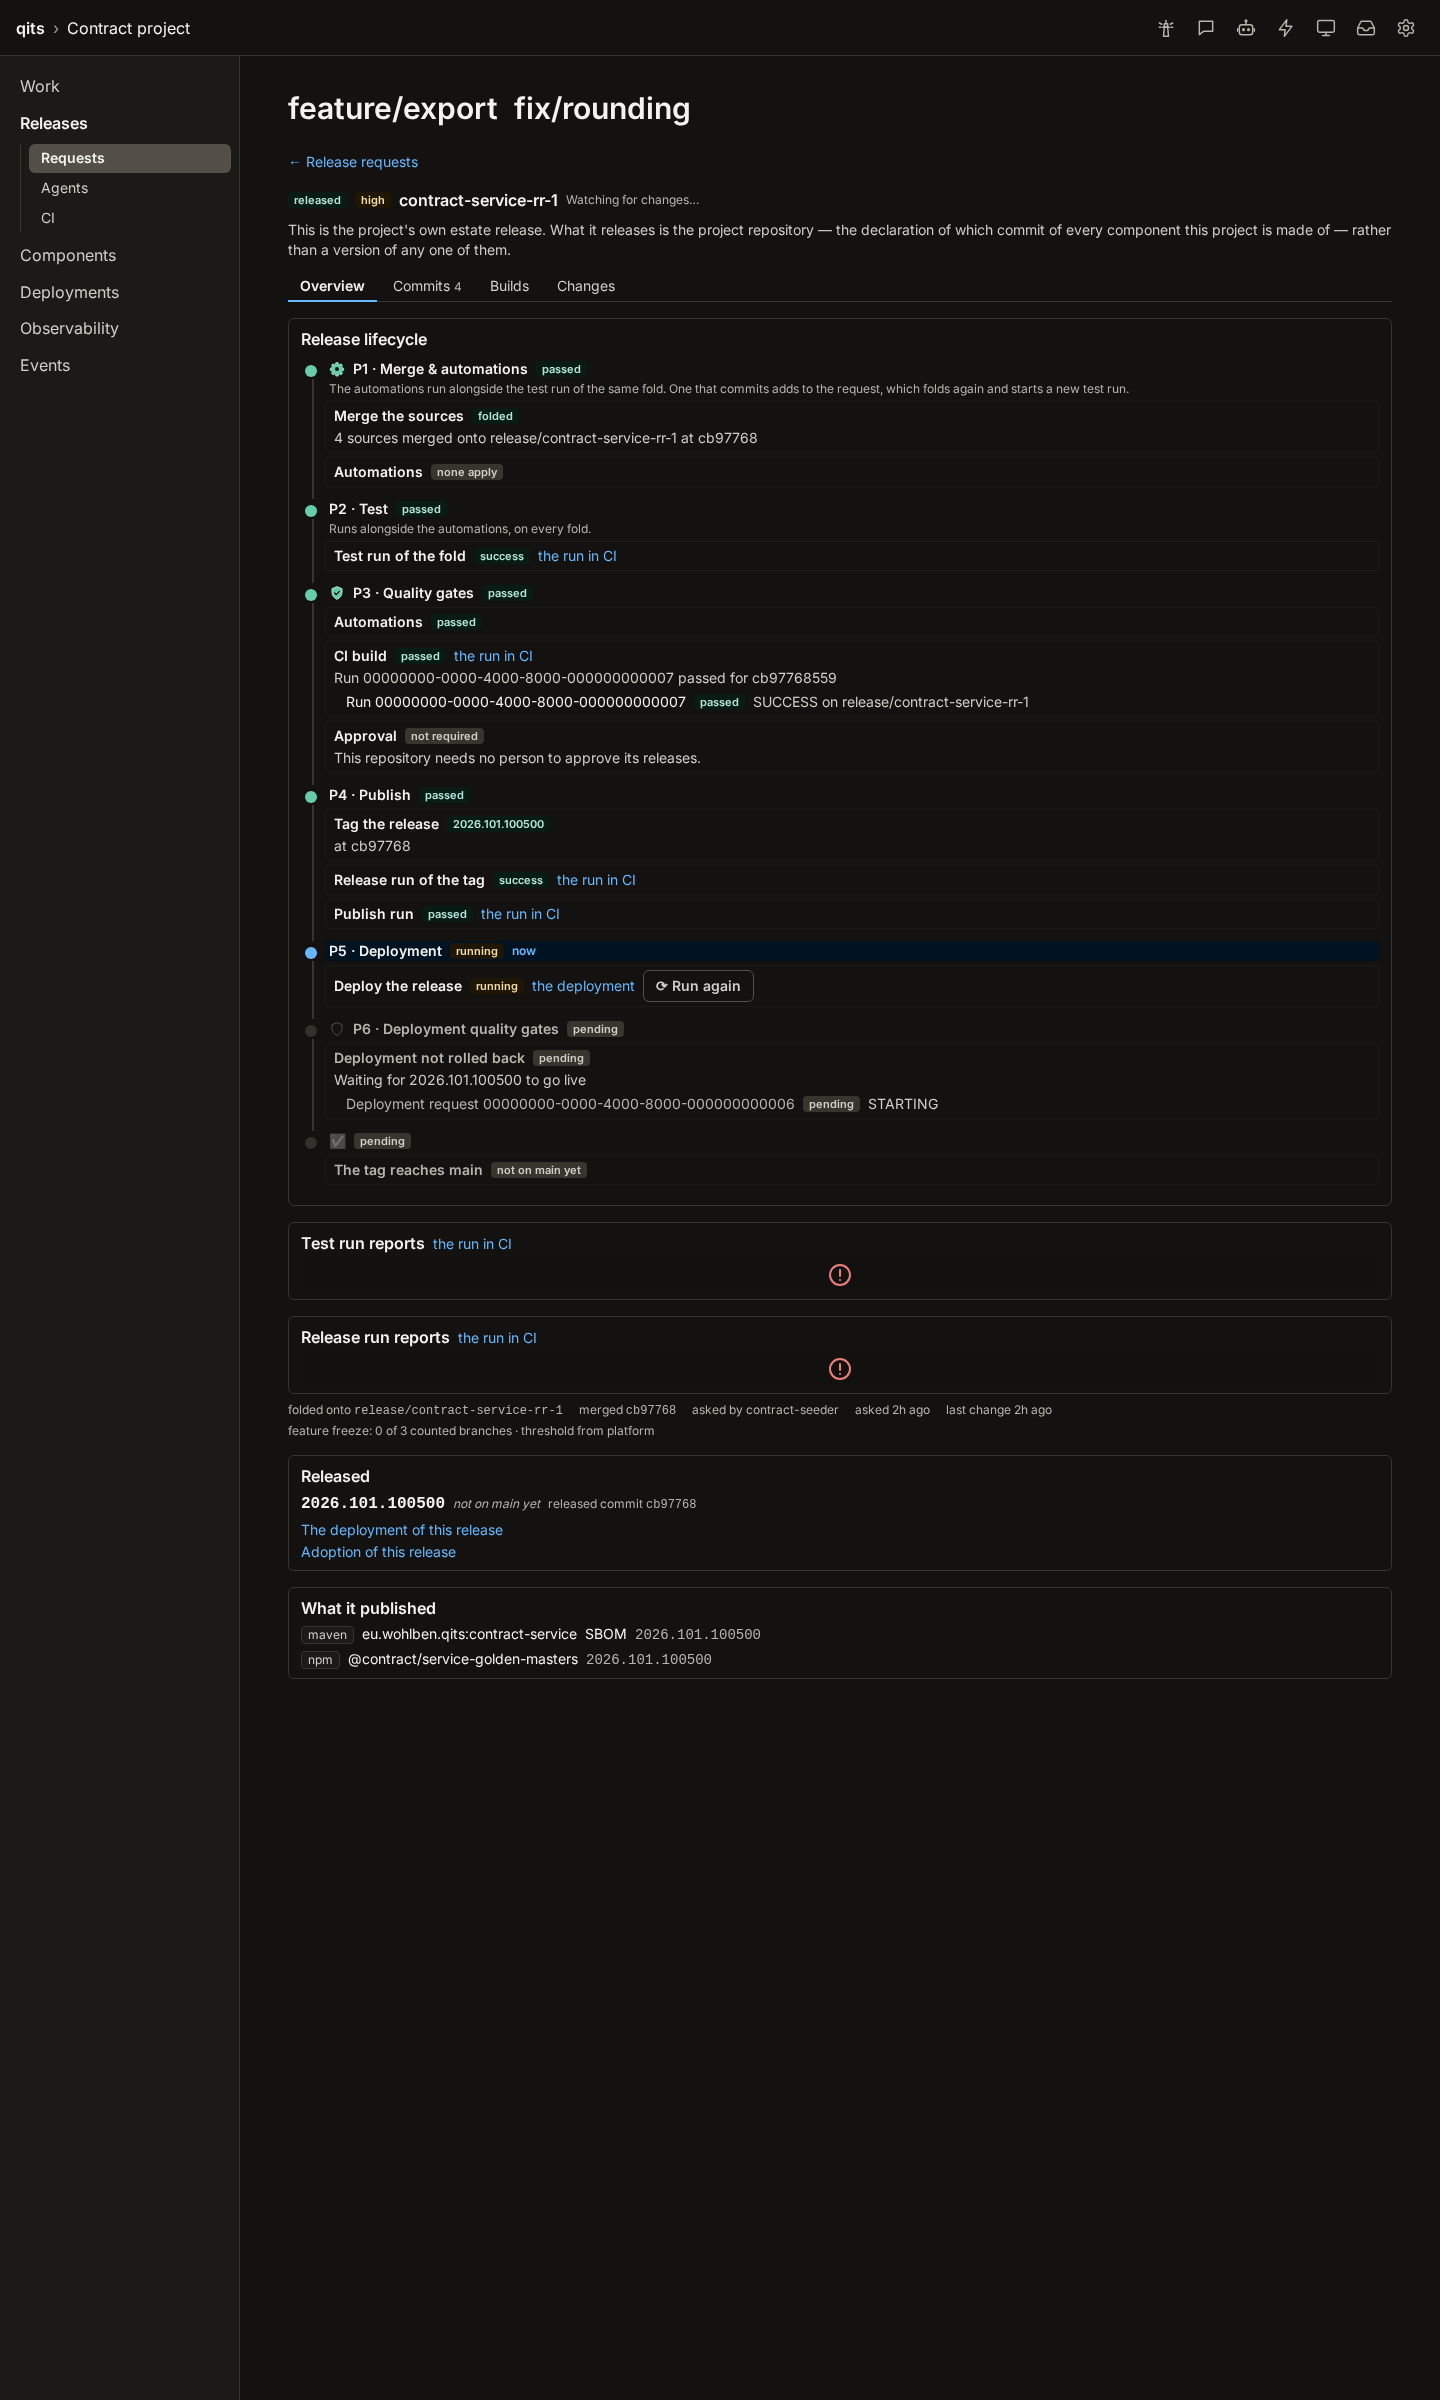 qits › Contract project
Work
Releases
Requests
Agents
CI
Components
Deployments
Observability
Events
feature/export fix/rounding
← Release requests
released high contract-service-rr-1 Watching for changes…
This is the project's own estate release. What it releases is the project repository — the declaration of which commit of every component this project is made of — rather
than a version of any one of them.
Overview Commits 4 Builds Changes
Release lifecycle
P1 · Merge & automations passed
The automations run alongside the test run of the same fold. One that commits adds to the request, which folds again and starts a new test run.
Merge the sources folded
4 sources merged onto release/contract-service-rr-1 at cb97768
Automations none apply
P2 · Test passed
Runs alongside the automations, on every fold.
Test run of the fold success the run in CI
P3 · Quality gates passed
Automations passed
CI build passed the run in CI
Run 00000000-0000-4000-8000-000000000007 passed for cb97768559
Run 00000000-0000-4000-8000-000000000007 passed SUCCESS on release/contract-service-rr-1
Approval not required
This repository needs no person to approve its releases.
P4 · Publish passed
Tag the release 2026.101.100500
at cb97768
Release run of the tag success the run in CI
Publish run passed the run in CI
P5 · Deployment running now
Deploy the release running the deployment ⟳ Run again
P6 · Deployment quality gates pending
Deployment not rolled back pending
Waiting for 2026.101.100500 to go live
Deployment request 00000000-0000-4000-8000-000000000006 pending STARTING
pending
The tag reaches main not on main yet
Test run reports the run in CI
Release run reports the run in CI
folded onto release/contract-service-rr-1 merged cb97768 asked by contract-seeder asked 2h ago last change 2h ago
feature freeze: 0 of 3 counted branches · threshold from platform
Released
2026.101.100500 not on main yet released commit cb97768
The deployment of this release
Adoption of this release
What it published
maven eu.wohlben.qits:contract-service SBOM 2026.101.100500
npm @contract/service-golden-masters 2026.101.100500